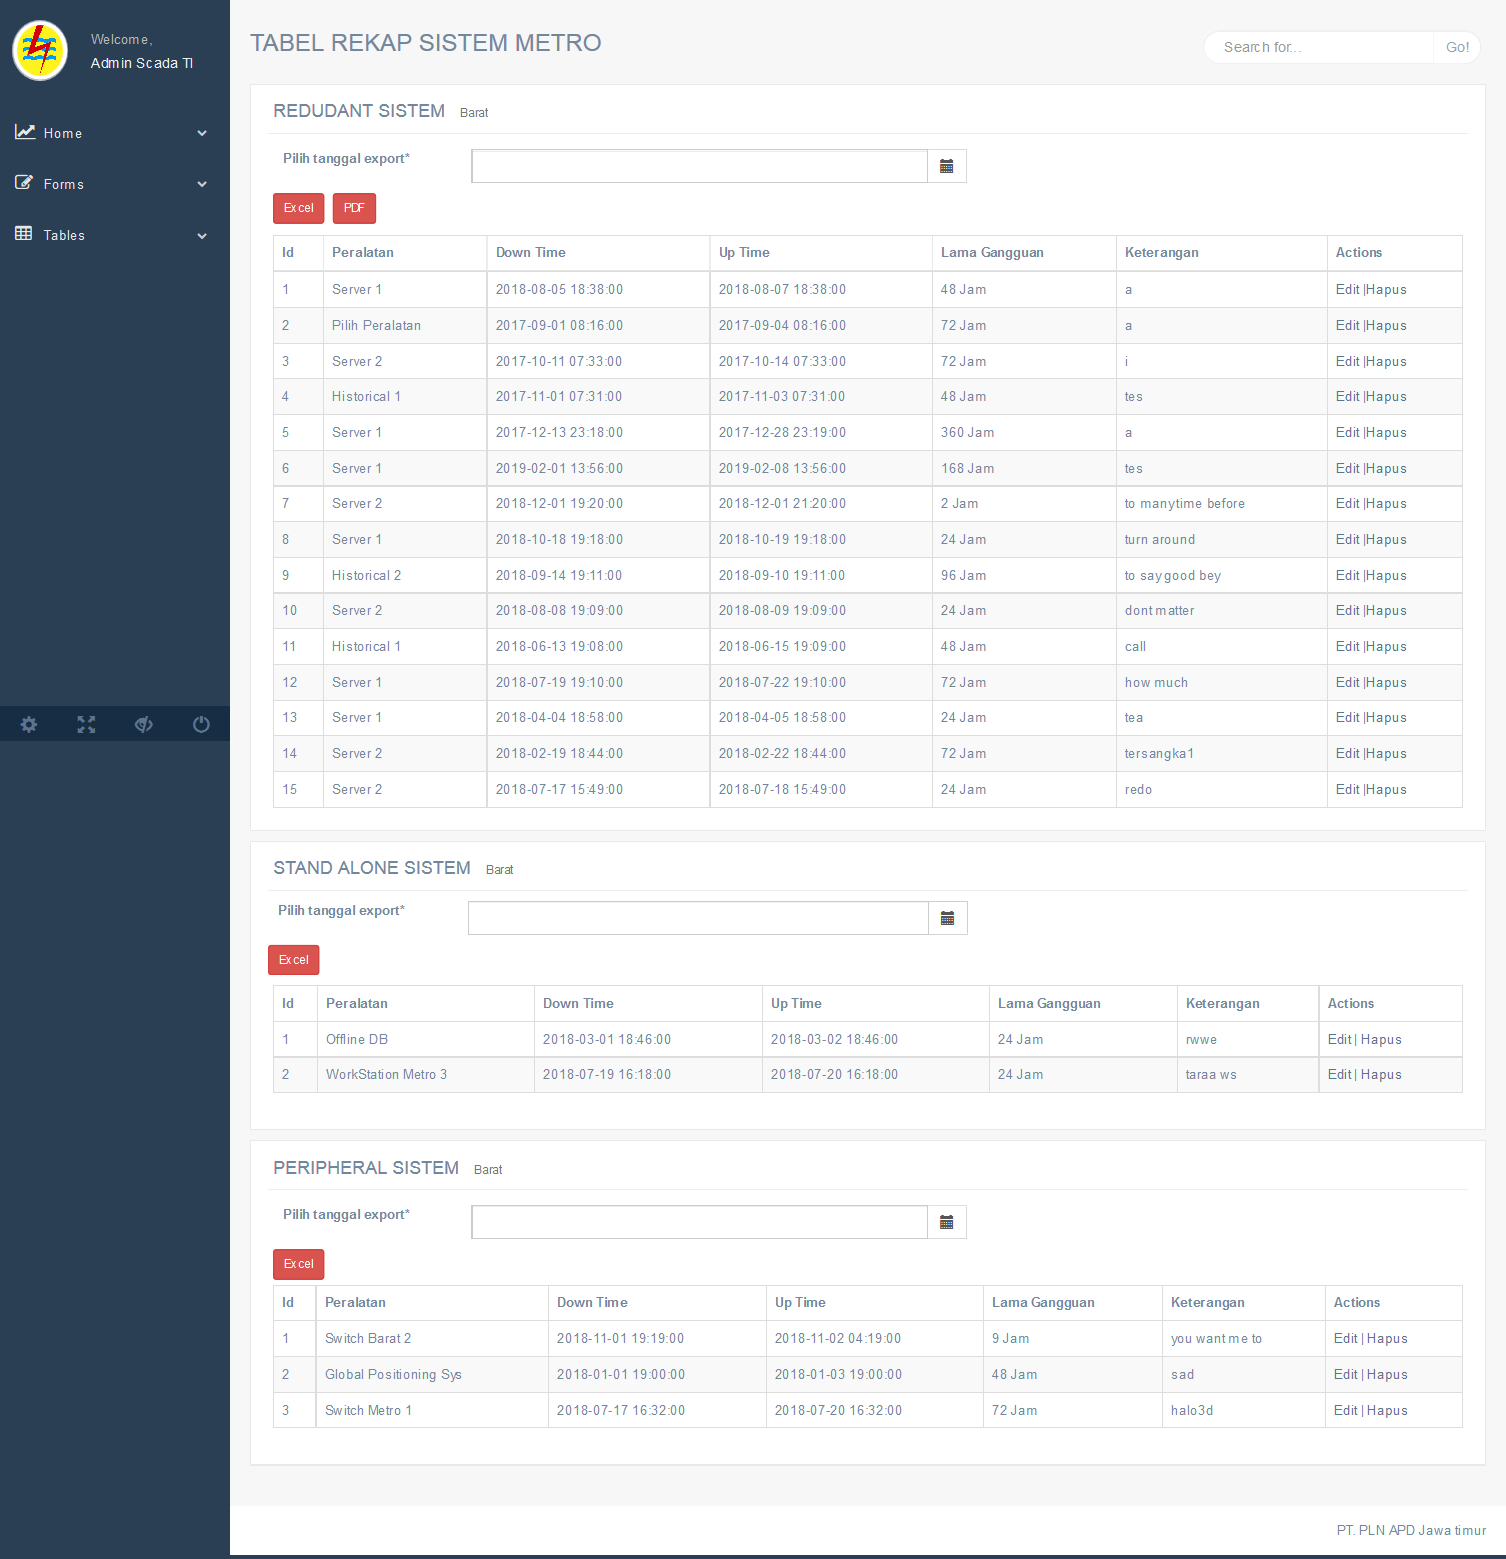 Welcome,
Admin Scada TI
Home
Forms
Tables
TABEL REKAP SISTEM METRO
Search for...
Go!
REDUDANT SISTEM Barat
Pilih tanggal export*
Excel PDF
Id Peralatan Down Time Up Time Lama Gangguan Keterangan Actions
1 Server 1 2018-08-05 18:38:00 2018-08-07 18:38:00 48 Jam a Edit |Hapus
2 Pilih Peralatan 2017-09-01 08:16:00 2017-09-04 08:16:00 72 Jam a Edit |Hapus
3 Server 2 2017-10-11 07:33:00 2017-10-14 07:33:00 72 Jam i Edit |Hapus
4 Historical 1 2017-11-01 07:31:00 2017-11-03 07:31:00 48 Jam tes Edit |Hapus
5 Server 1 2017-12-13 23:18:00 2017-12-28 23:19:00 360 Jam a Edit |Hapus
6 Server 1 2019-02-01 13:56:00 2019-02-08 13:56:00 168 Jam tes Edit |Hapus
7 Server 2 2018-12-01 19:20:00 2018-12-01 21:20:00 2 Jam to many time before Edit |Hapus
8 Server 1 2018-10-18 19:18:00 2018-10-19 19:18:00 24 Jam turn around Edit |Hapus
9 Historical 2 2018-09-14 19:11:00 2018-09-10 19:11:00 96 Jam to say good bey Edit |Hapus
10 Server 2 2018-08-08 19:09:00 2018-08-09 19:09:00 24 Jam dont matter Edit |Hapus
11 Historical 1 2018-06-13 19:08:00 2018-06-15 19:09:00 48 Jam call Edit |Hapus
12 Server 1 2018-07-19 19:10:00 2018-07-22 19:10:00 72 Jam how much Edit |Hapus
13 Server 1 2018-04-04 18:58:00 2018-04-05 18:58:00 24 Jam tea Edit |Hapus
14 Server 2 2018-02-19 18:44:00 2018-02-22 18:44:00 72 Jam tersangka1 Edit |Hapus
15 Server 2 2018-07-17 15:49:00 2018-07-18 15:49:00 24 Jam redo Edit |Hapus
STAND ALONE SISTEM Barat
Pilih tanggal export*
Excel
Id Peralatan Down Time Up Time Lama Gangguan Keterangan Actions
1 Offline DB 2018-03-01 18:46:00 2018-03-02 18:46:00 24 Jam rwwe Edit | Hapus
2 WorkStation Metro 3 2018-07-19 16:18:00 2018-07-20 16:18:00 24 Jam taraa ws Edit | Hapus
PERIPHERAL SISTEM Barat
Pilih tanggal export*
Excel
Id Peralatan Down Time Up Time Lama Gangguan Keterangan Actions
1 Switch Barat 2 2018-11-01 19:19:00 2018-11-02 04:19:00 9 Jam you want me to Edit | Hapus
2 Global Positioning Sys 2018-01-01 19:00:00 2018-01-03 19:00:00 48 Jam sad Edit | Hapus
3 Switch Metro 1 2018-07-17 16:32:00 2018-07-20 16:32:00 72 Jam halo3d Edit | Hapus
PT. PLN APD Jawa timur